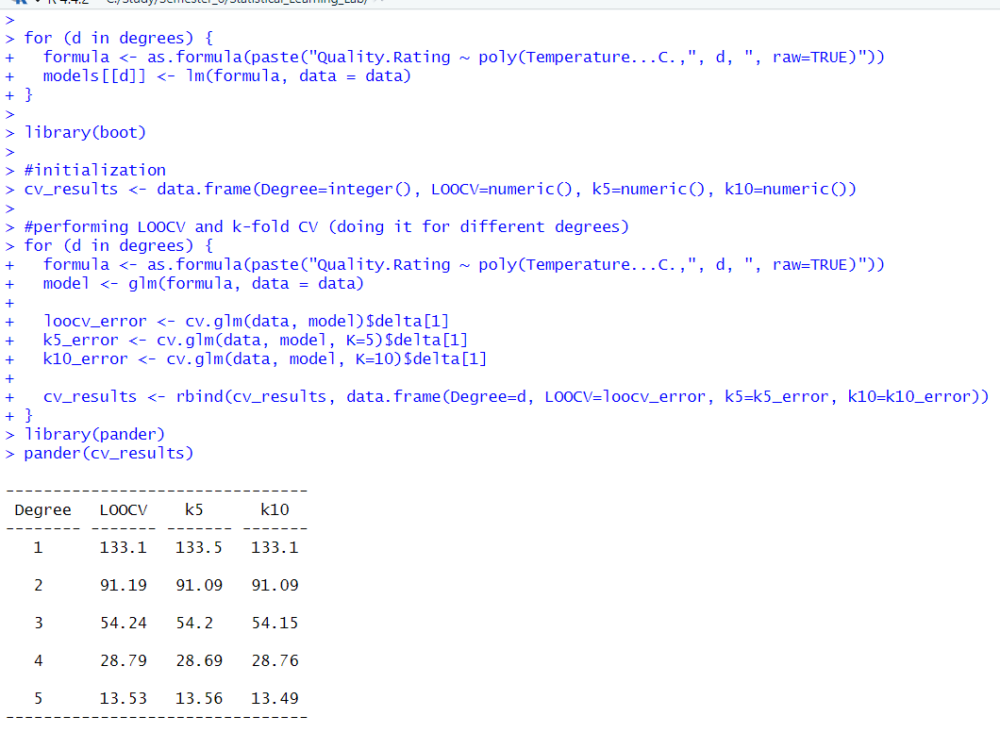 R 4.4.2 C:/Study/Semester_6/Statistical_Learning_Lab/
>
> for (d in degrees) {
+   formula <- as.formula(paste("Quality.Rating ~ poly(Temperature...C.,", d, ", raw=TRUE)"))
+   models[[d]] <- lm(formula, data = data)
+ }
>
> library(boot)
>
> #initialization
> cv_results <- data.frame(Degree=integer(), LOOCV=numeric(), k5=numeric(), k10=numeric())
>
> #performing LOOCV and k-fold CV (doing it for different degrees)
> for (d in degrees) {
+   formula <- as.formula(paste("Quality.Rating ~ poly(Temperature...C.,", d, ", raw=TRUE)"))
+   model <- glm(formula, data = data)
+
+   loocv_error <- cv.glm(data, model)$delta[1]
+   k5_error <- cv.glm(data, model, K=5)$delta[1]
+   k10_error <- cv.glm(data, model, K=10)$delta[1]
+
+   cv_results <- rbind(cv_results, data.frame(Degree=d, LOOCV=loocv_error, k5=k5_error, k10=k10_error))
+ }
> library(pander)
> pander(cv_results)
--------------------------------
 Degree   LOOCV    k5      k10
-------- ------- ------- -------
   1      133.1   133.5   133.1
   2      91.19   91.09   91.09
   3      54.24   54.2    54.15
   4      28.79   28.69   28.76
   5      13.53   13.56   13.49
--------------------------------